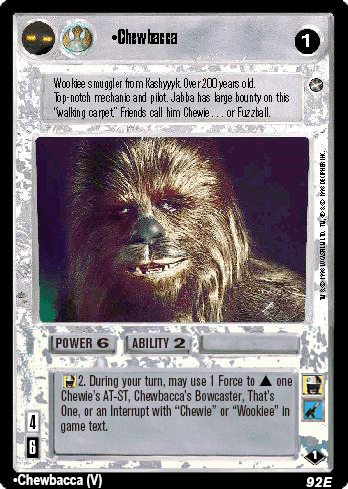 •Chewbacca
1
Wookiee smuggler from Kashyyyk. Over 200 years old.
Top-notch mechanic and pilot. Jabba has large bounty on this
"walking carpet." Friends call him Chewie . . . or Fuzzball.
POWER 6
ABILITY 2
2. During your turn, may use 1 Force to ▲ one
Chewie's AT-ST, Chewbacca's Bowcaster, That's
One, or an Interrupt with "Chewie" or "Wookiee" in
game text.
4
6
1
•Chewbacca (V)
92E